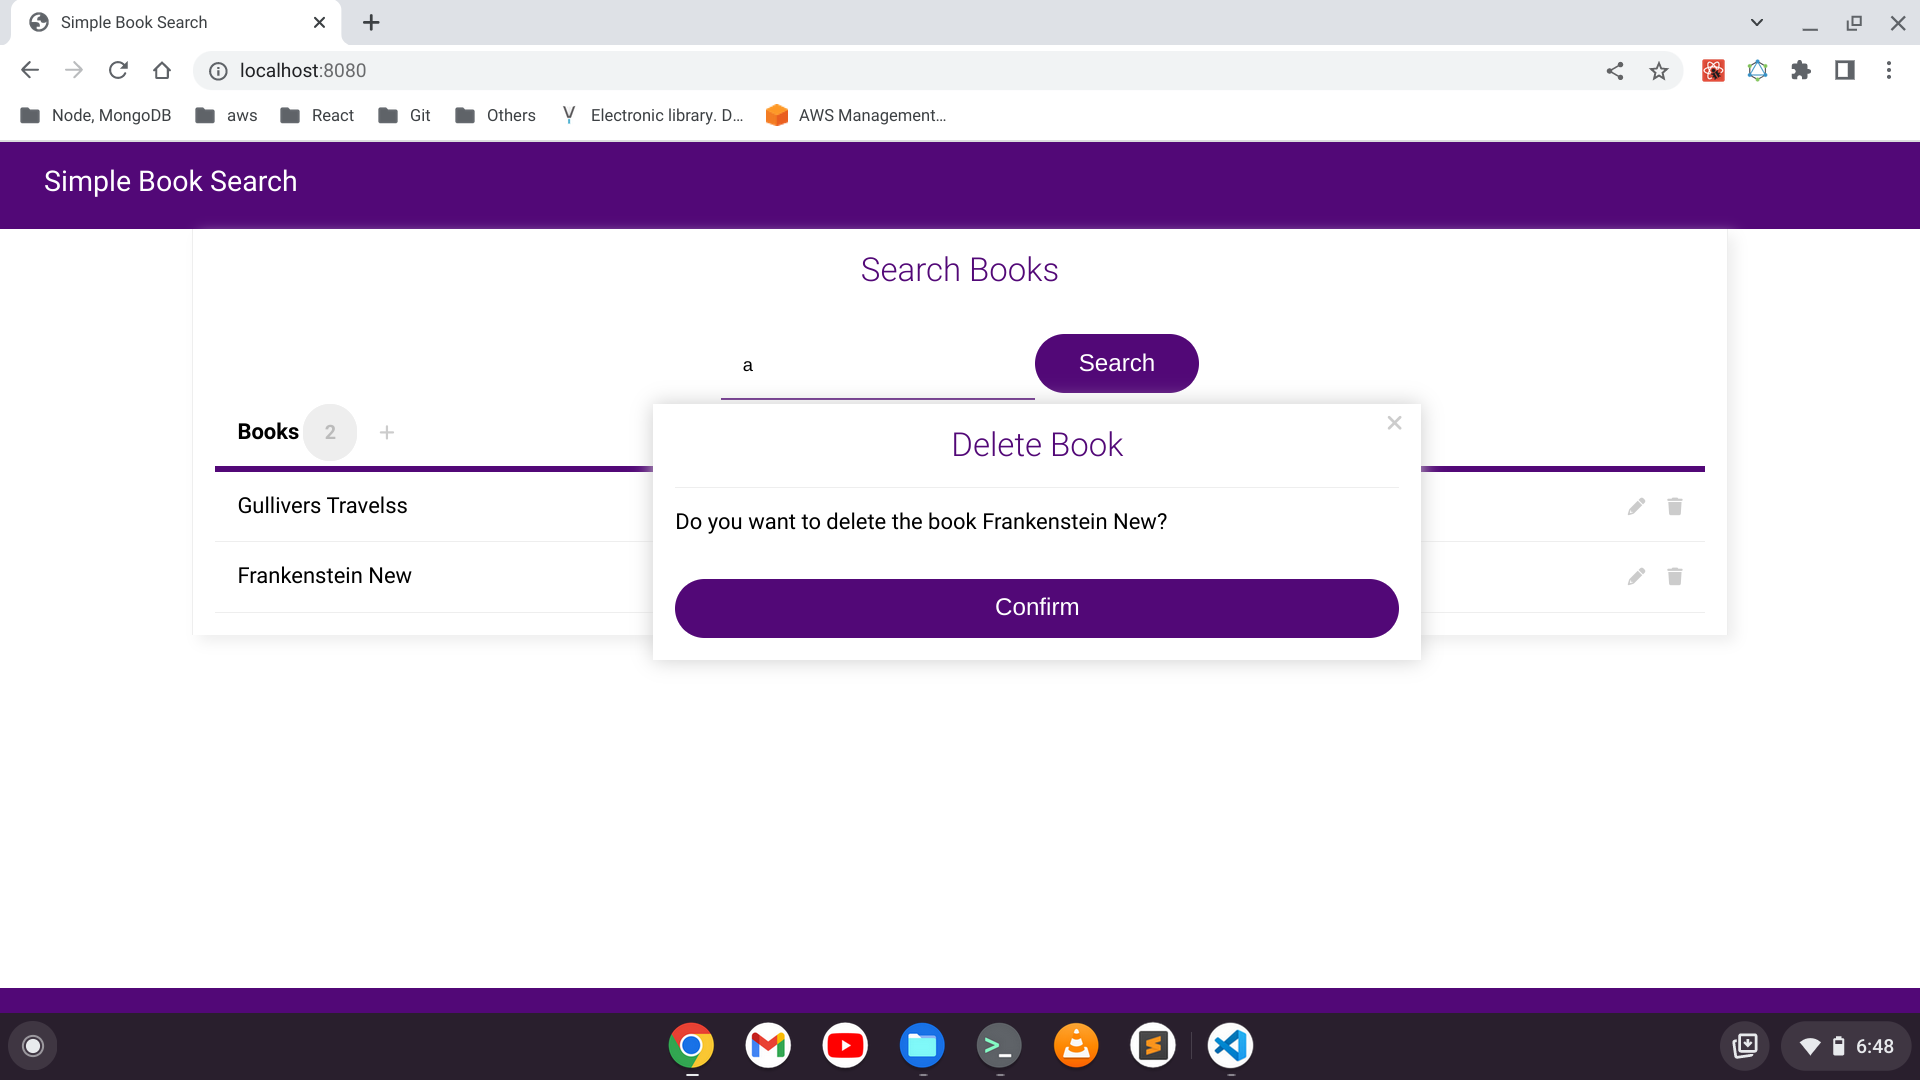 Simple Book Search
localhost:8080
Node, MongoDB aws React Git Others Electronic library. D... AWS Management...
Simple Book Search
Search Books
a Search
Books 2 +
Delete Book
Gullivers Travelss
Do you want to delete the book Frankenstein New?
Frankenstein New
Confirm
6:48